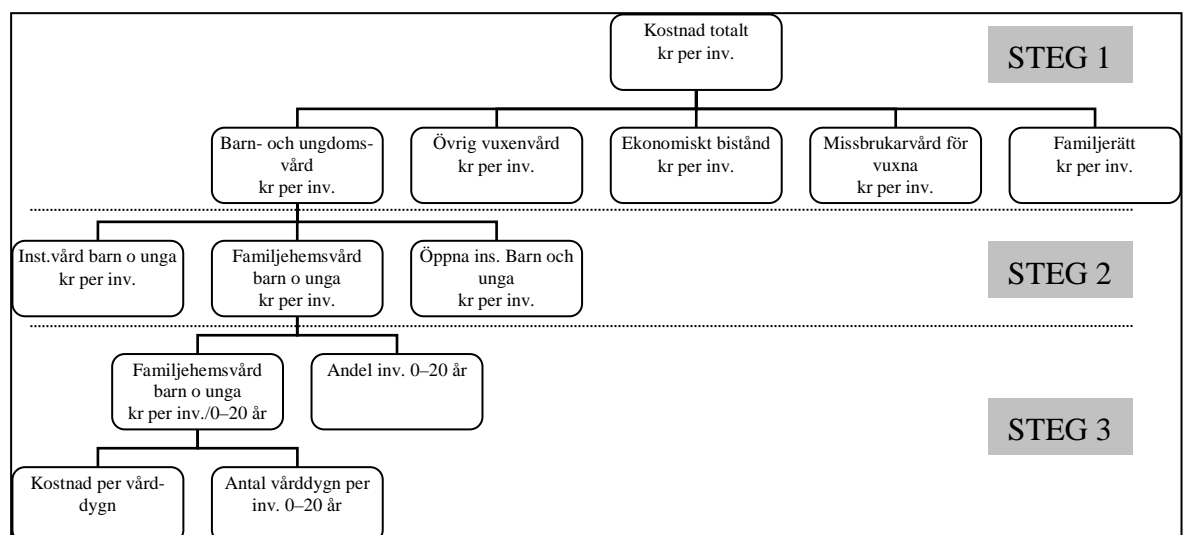 Kostnad totalt
kr per inv.
STEG 1
Barn- och ungdoms-
vård
kr per inv.
Övrig vuxenvård
kr per inv.
Ekonomiskt bistånd
kr per inv.
Missbrukarvård för
vuxna
kr per inv.
Familjerätt
kr per inv.
Inst.vård barn o unga
kr per inv.
Familjehemsvård
barn o unga
kr per inv.
Öppna ins. Barn och
unga
kr per inv.
STEG 2
Familjehemsvård
barn o unga
kr per inv./0–20 år
Andel inv. 0–20 år
STEG 3
Kostnad per vård-
dygn
Antal vårddygn per
inv. 0–20 år